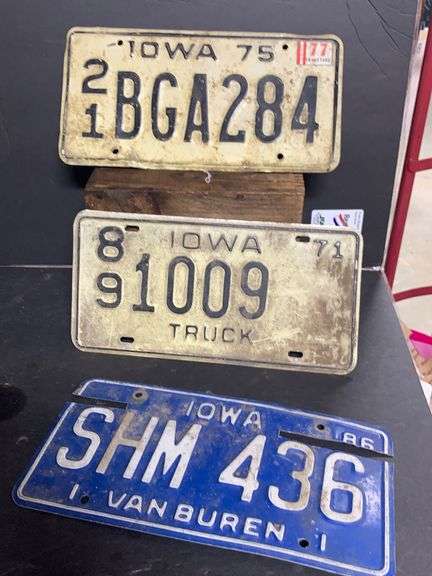 IOWA 75 77
21 BGA284
89 IOWA 71
1009
TRUCK
IOWA 86
SHM 436
1 VAN BUREN 1